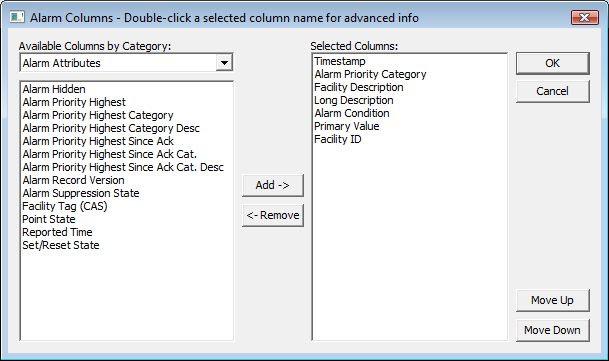 Alarm Columns - Double-click a selected column name for advanced info
Available Columns by Category:
Alarm Attributes
Alarm Hidden
Alarm Priority Highest
Alarm Priority Highest Category
Alarm Priority Highest Category Desc
Alarm Priority Highest Since Ack
Alarm Priority Highest Since Ack Cat.
Alarm Priority Highest Since Ack Cat. Desc
Alarm Record Version
Alarm Suppression State
Facility Tag (CAS)
Point State
Reported Time
Set/Reset State
Add ->
<- Remove
Selected Columns:
Timestamp
Alarm Priority Category
Facility Description
Long Description
Alarm Condition
Primary Value
Facility ID
OK
Cancel
Move Up
Move Down